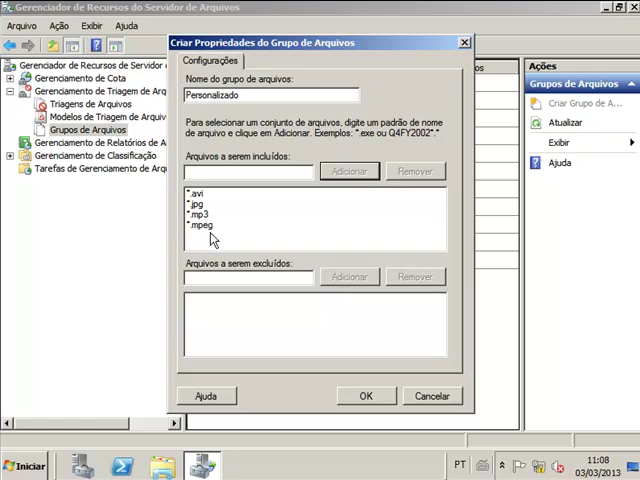 Gerenciador de Recursos do Servidor de Arquivos
Arquivo Ação Exibir Ajuda
Gerenciador de Recursos de Servidor
Gerenciamento de Cota
Gerenciamento de Triagem de Arq
Triagens de Arquivos
Modelos de Triagem de Arquiv
Grupos de Arquivos
Gerenciamento de Relatórios de A
Gerenciamento de Classificação
Tarefas de Gerenciamento de Arqu
Criar Propriedades do Grupo de Arquivos
Configurações
Nome do grupo de arquivos:
Personalizado
Para selecionar um conjunto de arquivos, digite um padrão de nome
de arquivo e clique em Adicionar. Exemplos: *.exe ou Q4FY2002*.*
Arquivos a serem incluídos:
Adicionar Remover
*.avi
*.jpg
*.mp3
*.mpeg
Arquivos a serem excluídos:
Adicionar Remover
Ajuda OK Cancelar
Ações
Grupos de Arquivos
Criar Grupo de A...
Atualizar
Exibir
Ajuda
Iniciar
PT
11:08
03/03/2013